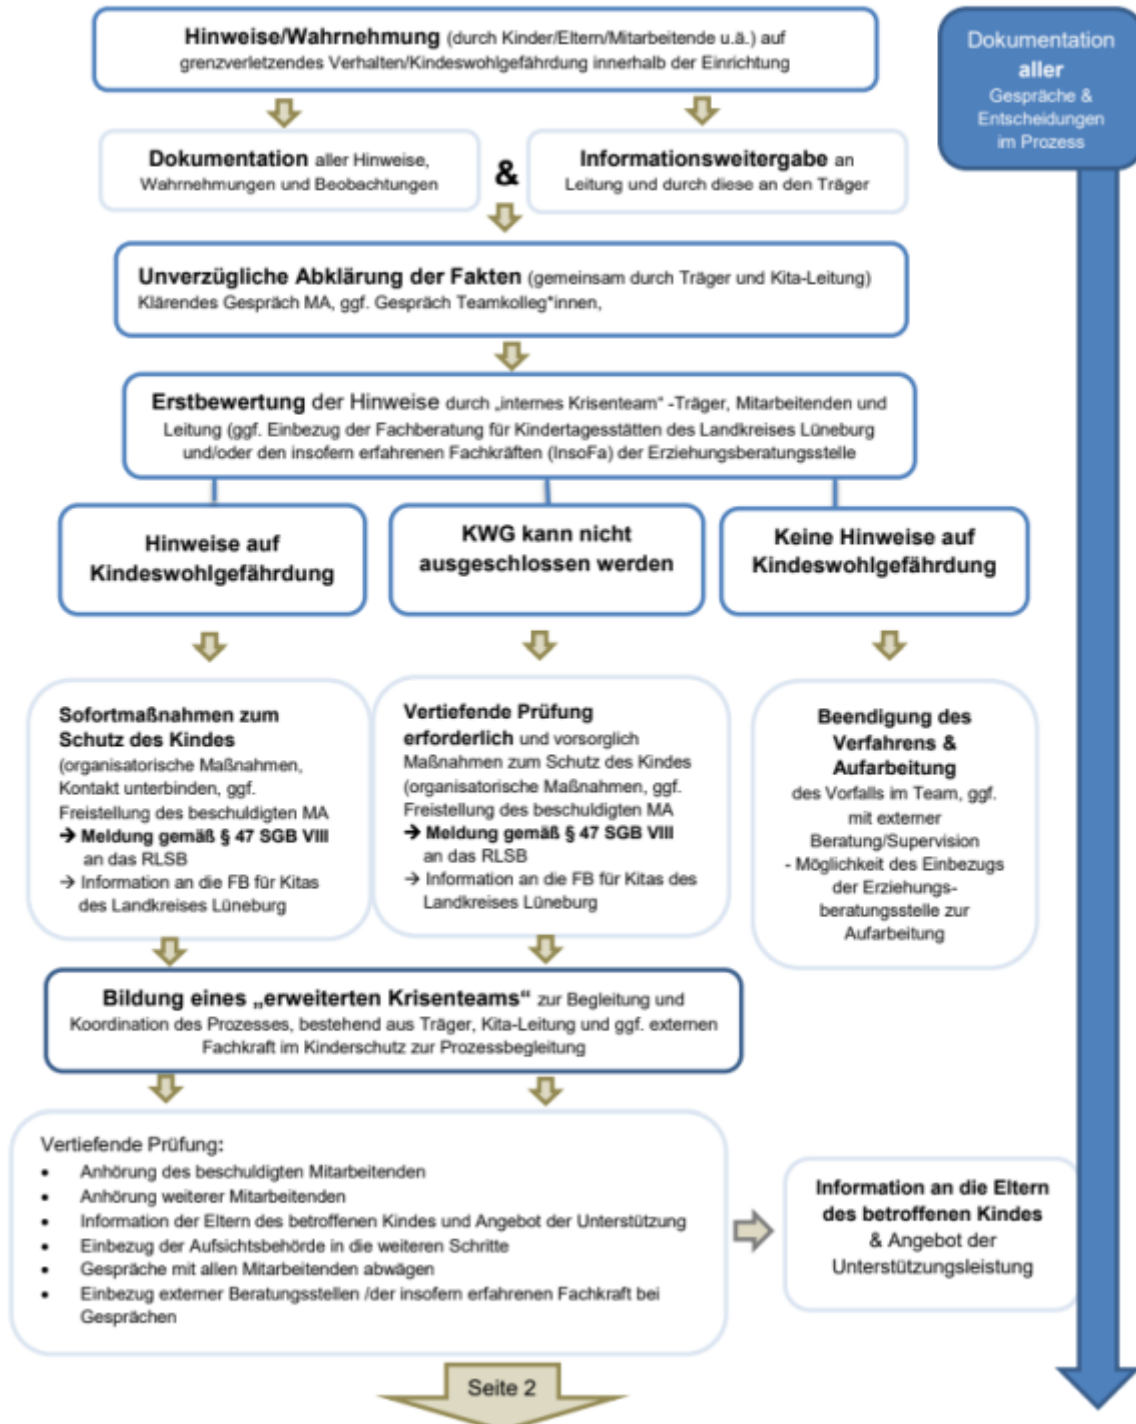 Hinweise/Wahrnehmung (durch Kinder/Eltern/Mitarbeitende u.ä.) auf
grenzverletzendes Verhalten/Kindeswohlgefährdung innerhalb der Einrichtung
Dokumentation
aller
Gespräche &
Entscheidungen
im Prozess
Dokumentation aller Hinweise,
Wahrnehmungen und Beobachtungen
&
Informationsweitergabe an
Leitung und durch diese an den Träger
Unverzügliche Abklärung der Fakten (gemeinsam durch Träger und Kita-Leitung)
Klärendes Gespräch MA, ggf. Gespräch Teamkolleg*innen,
Erstbewertung der Hinweise durch „internes Krisenteam“ -Träger, Mitarbeitenden und
Leitung (ggf. Einbezug der Fachberatung für Kindertagesstätten des Landkreises Lüneburg
und/oder den insofern erfahrenen Fachkräften (InsoFa) der Erziehungsberatungsstelle
Hinweise auf
Kindeswohlgefährdung
KWG kann nicht
ausgeschlossen werden
Keine Hinweise auf
Kindeswohlgefährdung
Sofortmaßnahmen zum
Schutz des Kindes
(organisatorische Maßnahmen,
Kontakt unterbinden, ggf.
Freistellung des beschuldigten MA
→ Meldung gemäß § 47 SGB VIII
an das RLSB
→ Information an die FB für Kitas
des Landkreises Lüneburg
Vertiefende Prüfung
erforderlich und vorsorglich
Maßnahmen zum Schutz des Kindes
(organisatorische Maßnahmen, ggf.
Freistellung des beschuldigten MA
→ Meldung gemäß § 47 SGB VIII
an das RLSB
→ Information an die FB für Kitas des
Landkreises Lüneburg
Beendigung des
Verfahrens &
Aufarbeitung
des Vorfalls im Team, ggf.
mit externer
Beratung/Supervision
- Möglichkeit des Einbezugs
der Erziehungs-
beratungsstelle zur
Aufarbeitung
Bildung eines „erweiterten Krisenteams“ zur Begleitung und
Koordination des Prozesses, bestehend aus Träger, Kita-Leitung und ggf. externen
Fachkraft im Kinderschutz zur Prozessbegleitung
Vertiefende Prüfung:
• Anhörung des beschuldigten Mitarbeitenden
• Anhörung weiterer Mitarbeitenden
• Information der Eltern des betroffenen Kindes und Angebot der Unterstützung
• Einbezug der Aufsichtsbehörde in die weiteren Schritte
• Gespräche mit allen Mitarbeitenden abwägen
• Einbezug externer Beratungsstellen /der insofern erfahrenen Fachkraft bei
Gesprächen
Information an die Eltern
des betroffenen Kindes
& Angebot der
Unterstützungsleistung
Seite 2